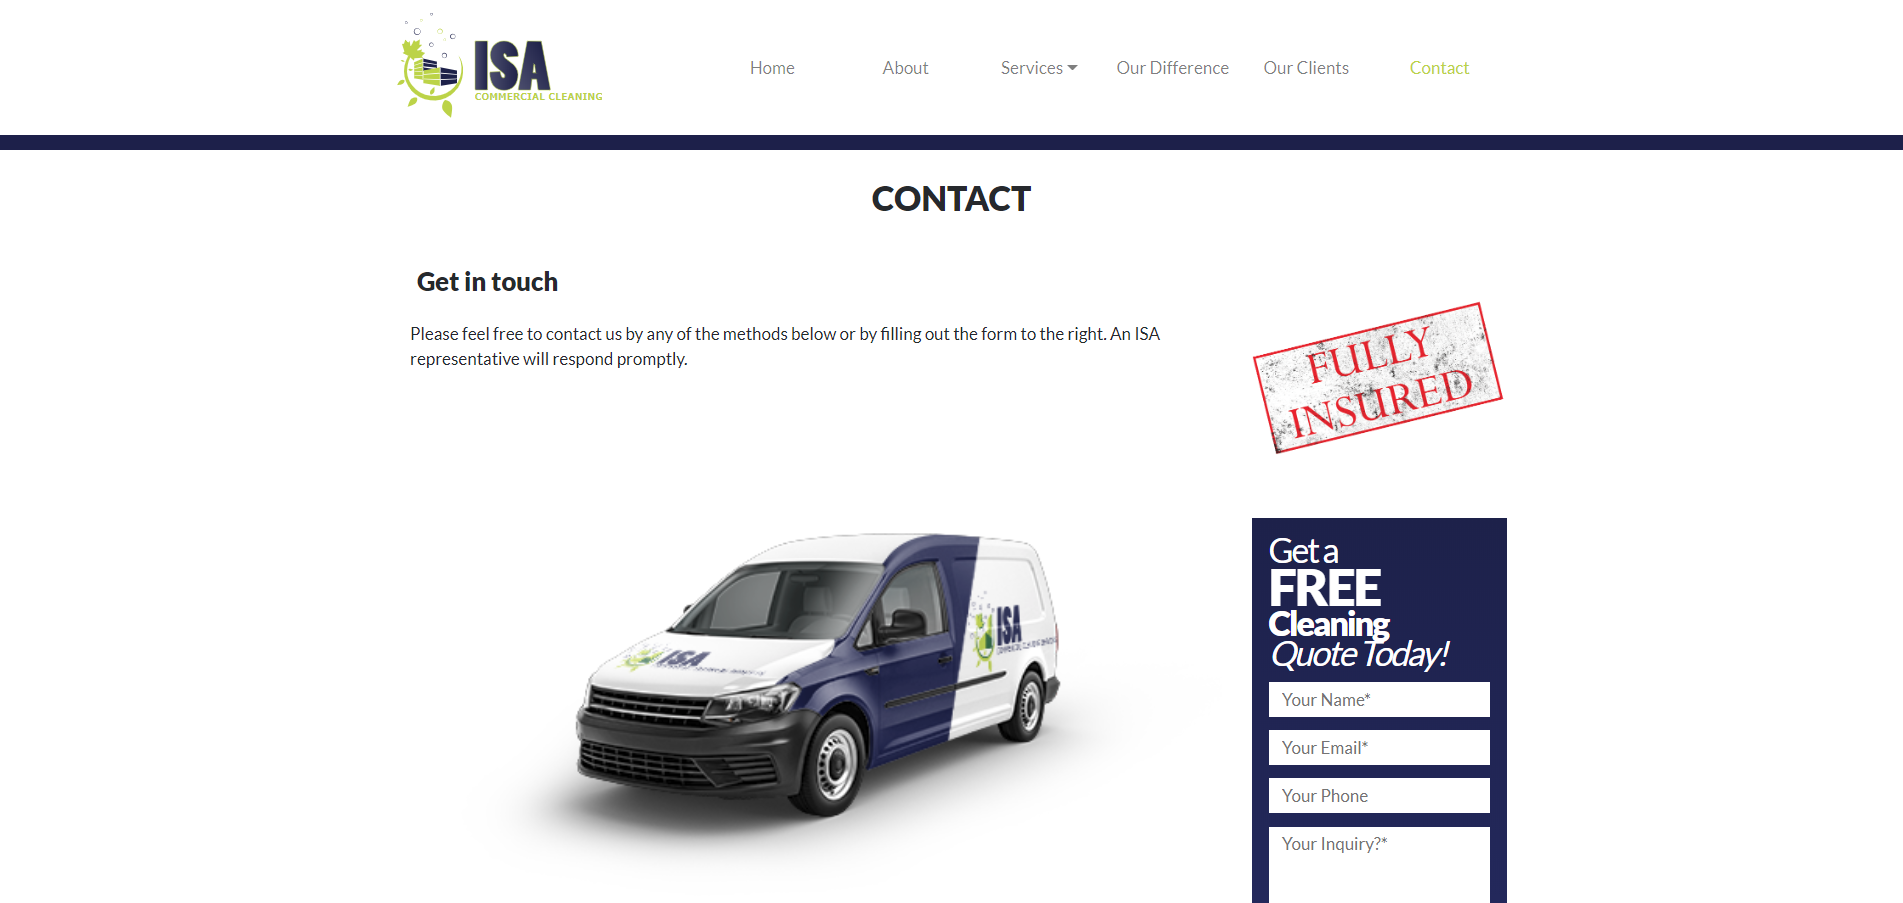 ISA
COMMERCIAL CLEANING
Home
About
Services
Our Difference
Our Clients
Contact
CONTACT
Get in touch
Please feel free to contact us by any of the methods below or by filling out the form to the right. An ISA
representative will respond promptly.
FULLY
INSURED
ISA
ISA
Get a
FREE
Cleaning
Quote Today!
Your Name*
Your Email*
Your Phone
Your Inquiry?*